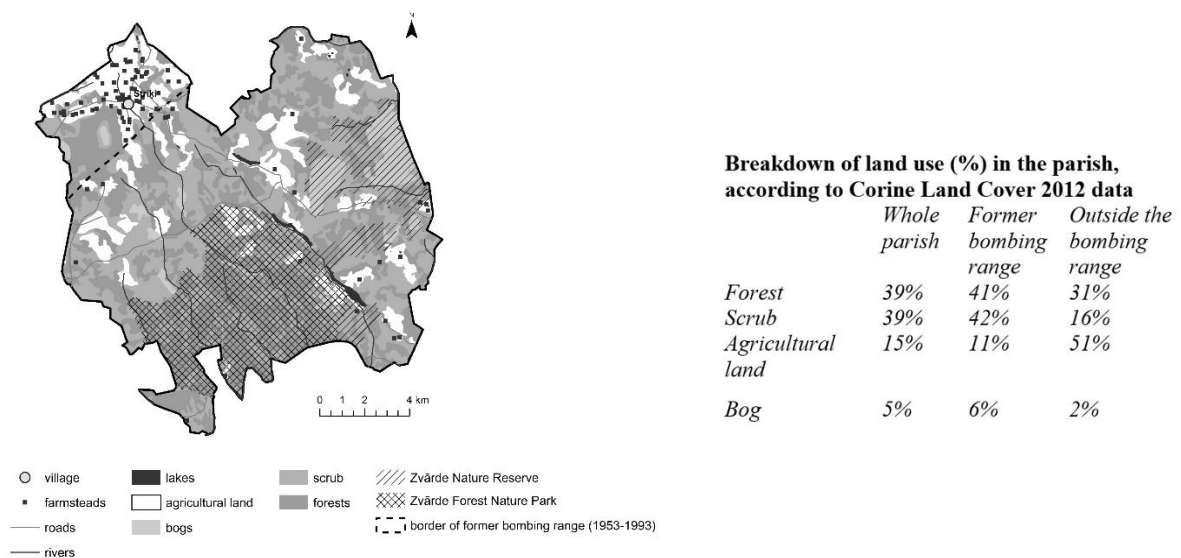 N
Striki
0 1 2 4 km
village
farmsteads
roads
rivers
lakes
agricultural land
bogs
scrub
forests
Zvārde Nature Reserve
Zvārde Forest Nature Park
border of former bombing range (1953-1993)
Breakdown of land use (%) in the parish,
according to Corine Land Cover 2012 data
Whole Former Outside the
parish bombing bombing
range range
Forest 39% 41% 31%
Scrub 39% 42% 16%
Agricultural 15% 11% 51%
land
Bog 5% 6% 2%